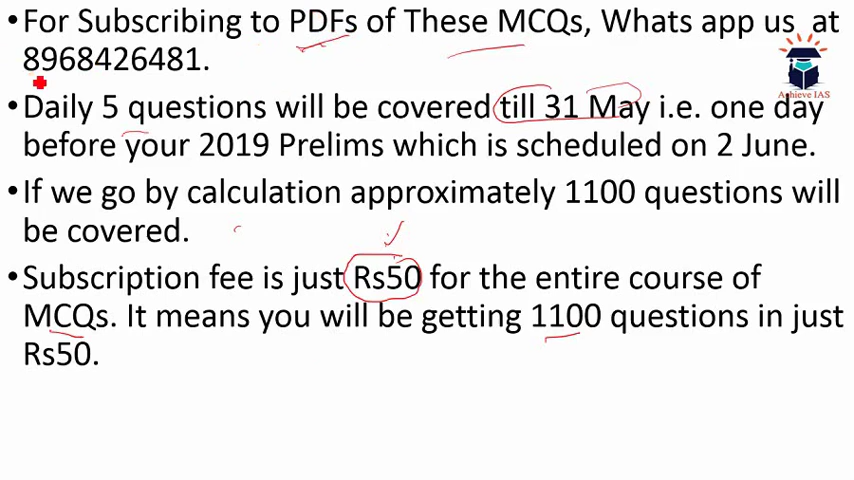 •For Subscribing to PDFs of These MCQs, Whats app us at
8968426481.
Achieve IAS
•Daily 5 questions will be covered till 31 May i.e. one day
before your 2019 Prelims which is scheduled on 2 June.
•If we go by calculation approximately 1100 questions will
be covered.
•Subscription fee is just Rs50 for the entire course of
MCQs. It means you will be getting 1100 questions in just
Rs50.